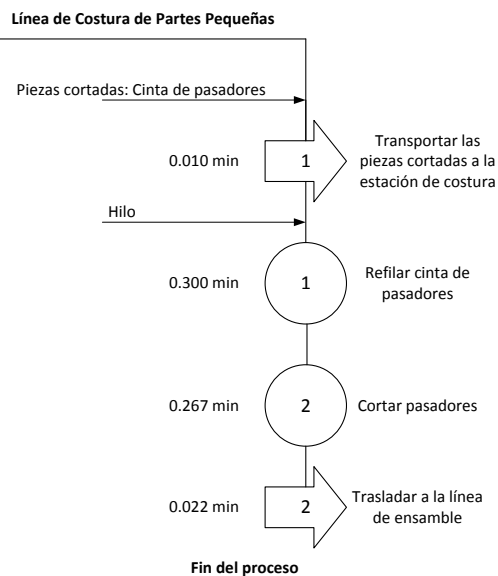 Línea de Costura de Partes Pequeñas
Piezas cortadas: Cinta de pasadores
0.010 min
1
Transportar las
piezas cortadas a la
estación de costura
Hilo
0.300 min
1
Refilar cinta de
pasadores
0.267 min
2
Cortar pasadores
0.022 min
2
Trasladar a la línea
de ensamble
Fin del proceso